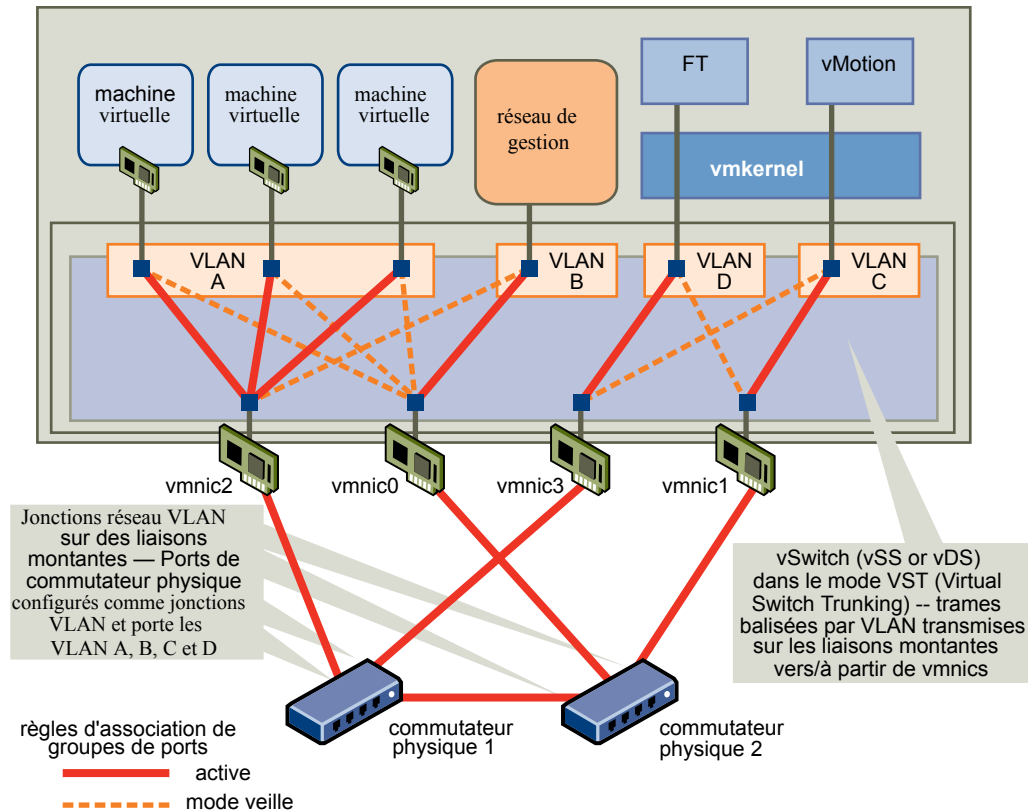 FT
vMotion
machine
virtuelle
machine
virtuelle
machine
virtuelle
réseau de
gestion
vmkernel
VLAN
A
VLAN
B
VLAN
D
VLAN
C
vmnic2
vmnic0
vmnic3
vmnic1
Jonctions réseau VLAN
sur des liaisons
montantes — Ports de
commutateur physique
configurés comme jonctions
VLAN et porte les
VLAN A, B, C et D
vSwitch (vSS or vDS)
dans le mode VST (Virtual
Switch Trunking) -- trames
balisées par VLAN transmises
sur les liaisons montantes
vers/à partir de vmnics
commutateur
physique 1
commutateur
physique 2
règles d'association de
groupes de ports
active
mode veille